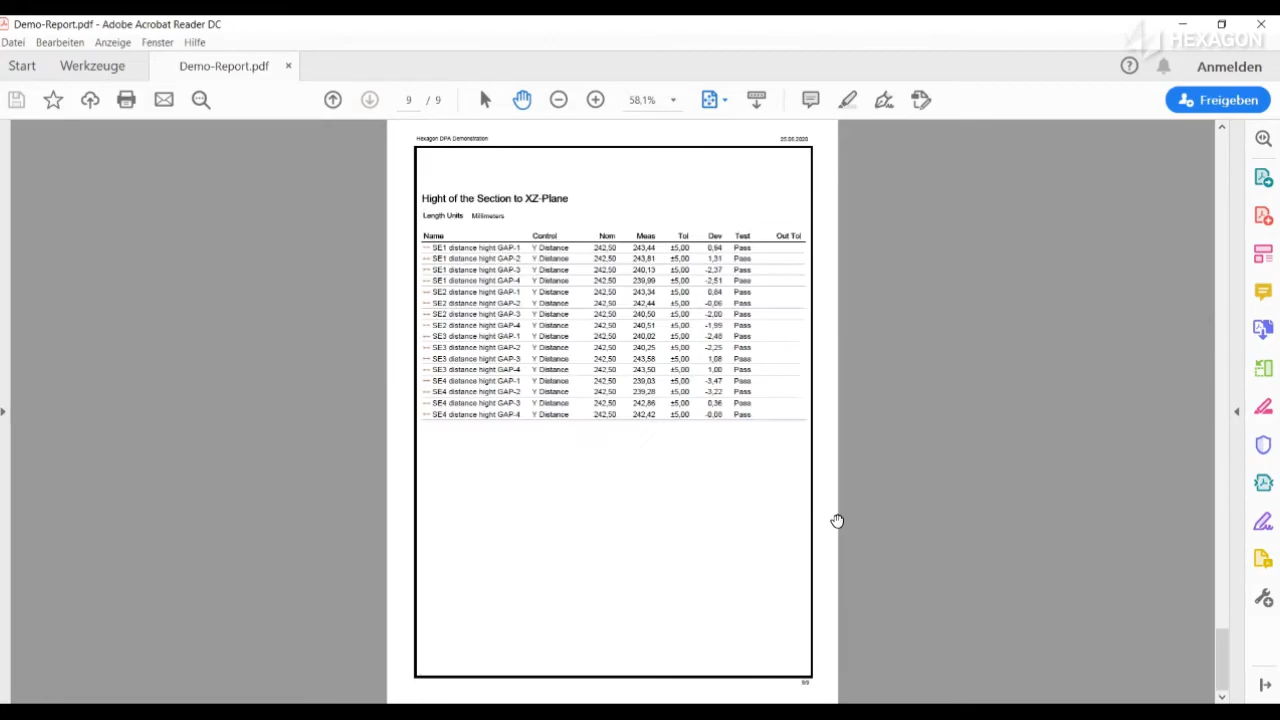 Demo-Report.pdf - Adobe Acrobat Reader DC
HEXAGON
Datei Bearbeiten Anzeige Fenster Hilfe
Start Werkzeuge Demo-Report.pdf × Anmelden
9 / 9 58,1% Freigeben
Hexagon DPA Demonstration 25.05.2020
Hight of the Section to XZ-Plane
Length Units Millimeters
Name Control Nom Meas Tol Dev Test Out Tol
SE1 distance hight GAP-1 Y Distance 242,50 243,44 ±5,00 0,94 Pass
SE1 distance hight GAP-2 Y Distance 242,50 243,81 ±5,00 1,31 Pass
SE1 distance hight GAP-3 Y Distance 242,50 240,13 ±5,00 -2,37 Pass
SE1 distance hight GAP-4 Y Distance 242,50 239,99 ±5,00 -2,51 Pass
SE2 distance hight GAP-1 Y Distance 242,50 243,34 ±5,00 0,84 Pass
SE2 distance hight GAP-2 Y Distance 242,50 242,44 ±5,00 -0,06 Pass
SE2 distance hight GAP-3 Y Distance 242,50 240,50 ±5,00 -2,00 Pass
SE2 distance hight GAP-4 Y Distance 242,50 240,51 ±5,00 -1,99 Pass
SE3 distance hight GAP-1 Y Distance 242,50 240,02 ±5,00 -2,48 Pass
SE3 distance hight GAP-2 Y Distance 242,50 240,25 ±5,00 -2,25 Pass
SE3 distance hight GAP-3 Y Distance 242,50 243,58 ±5,00 1,08 Pass
SE3 distance hight GAP-4 Y Distance 242,50 243,50 ±5,00 1,00 Pass
SE4 distance hight GAP-1 Y Distance 242,50 239,03 ±5,00 -3,47 Pass
SE4 distance hight GAP-2 Y Distance 242,50 239,28 ±5,00 -3,22 Pass
SE4 distance hight GAP-3 Y Distance 242,50 242,86 ±5,00 0,36 Pass
SE4 distance hight GAP-4 Y Distance 242,50 242,42 ±5,00 -0,08 Pass
9/9